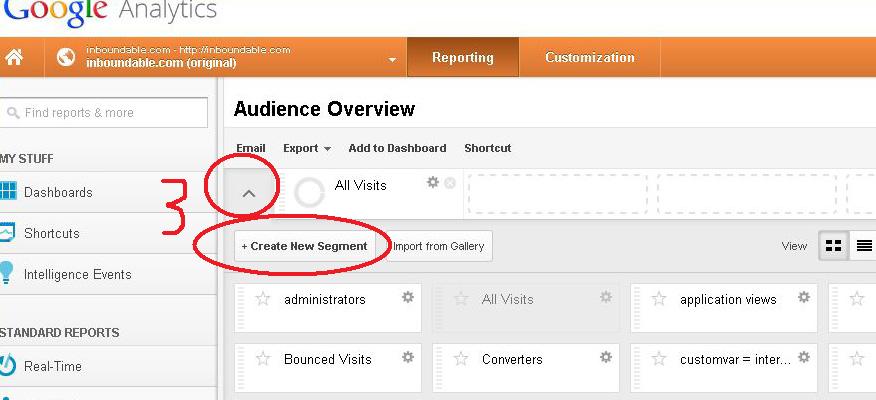 Google Analytics
inboundable.com - http://inboundable.com
inboundable.com (original)
Reporting
Customization
Find reports & more
Audience Overview
Email
Export
Add to Dashboard
Shortcut
MY STUFF
Dashboards
Shortcuts
Intelligence Events
STANDARD REPORTS
Real-Time
3
All Visits
+ Create New Segment
Import from Gallery
View
administrators
All Visits
application views
Bounced Visits
Converters
customvar = inter...